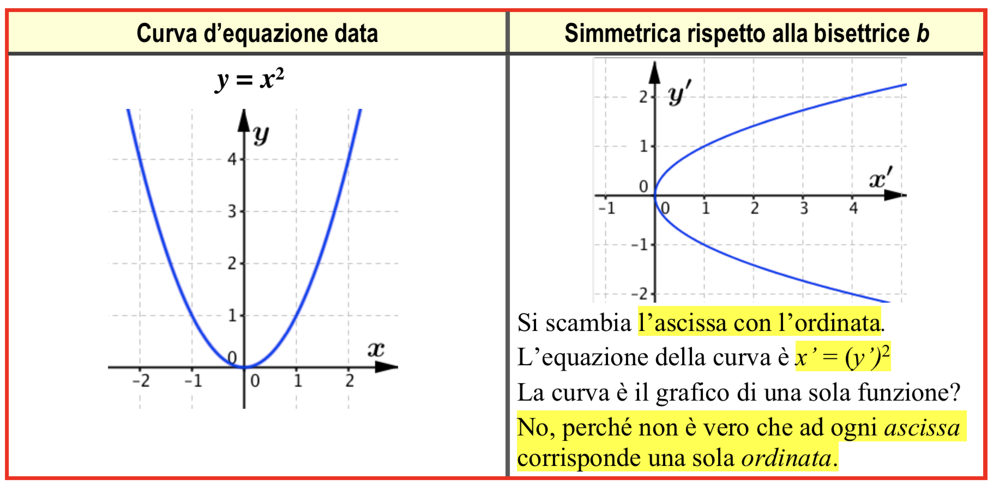 Curva d’equazione data
Simmetrica rispetto alla bisettrice b
y = x²
y
4
3
2
1
0
x
-2 -1 0 1 2
y′
2
1
x′
0
-1 0 1 2 3 4
-1
-2
Si scambia l’ascissa con l’ordinata.
L’equazione della curva è x’ = (y’)²
La curva è il grafico di una sola funzione?
No, perché non è vero che ad ogni ascissa
corrisponde una sola ordinata.